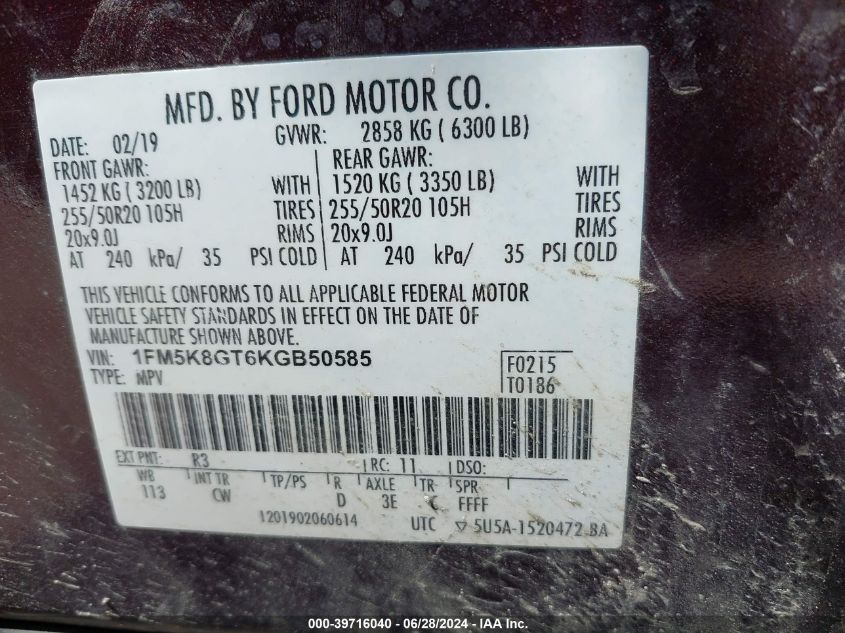 MFD. BY FORD MOTOR CO.
DATE: 02/19 GVWR: 2858 KG ( 6300 LB)
FRONT GAWR: REAR GAWR:
1452 KG ( 3200 LB) WITH 1520 KG ( 3350 LB) WITH
255/50R20 105H TIRES 255/50R20 105H TIRES
20x9.0J RIMS 20x9.0J RIMS
AT 240 kPa/ 35 PSI COLD AT 240 kPa/ 35 PSI COLD
THIS VEHICLE CONFORMS TO ALL APPLICABLE FEDERAL MOTOR
VEHICLE SAFETY STANDARDS IN EFFECT ON THE DATE OF
MANUFACTURE SHOWN ABOVE.
VIN: 1FM5K8GT6KGB50585 F0215
TYPE: MPV T0186
EXT PNT: R3 RC: 11 DSO:
WB INT TR TP/PS R AXLE TR SPR
113 CW D 3E C FFFF
1201902060614 UTC ▽ 5U5A-1520472-BA
000-39716040 - 06/28/2024 - IAA Inc.